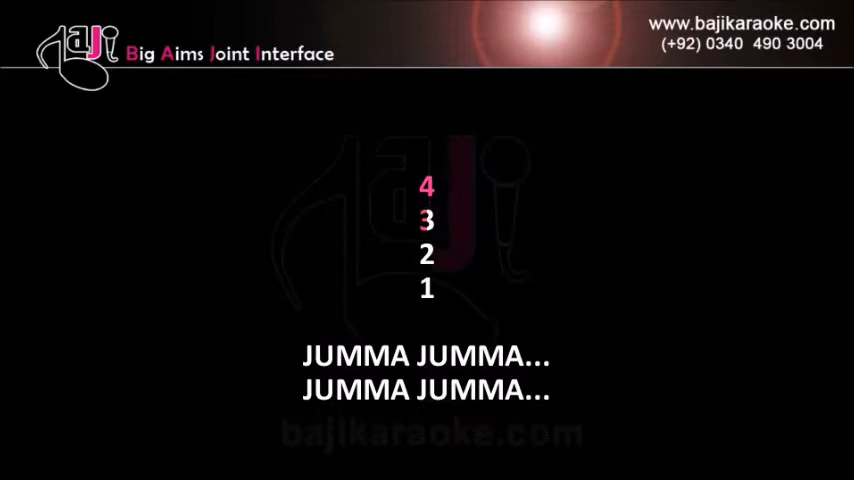 BAJI Big Aims Joint Interface
www.bajikaraoke.com
(+92) 0340 490 3004
4
3
2
1
JUMMA JUMMA...
JUMMA JUMMA...
bajikaraoke.com